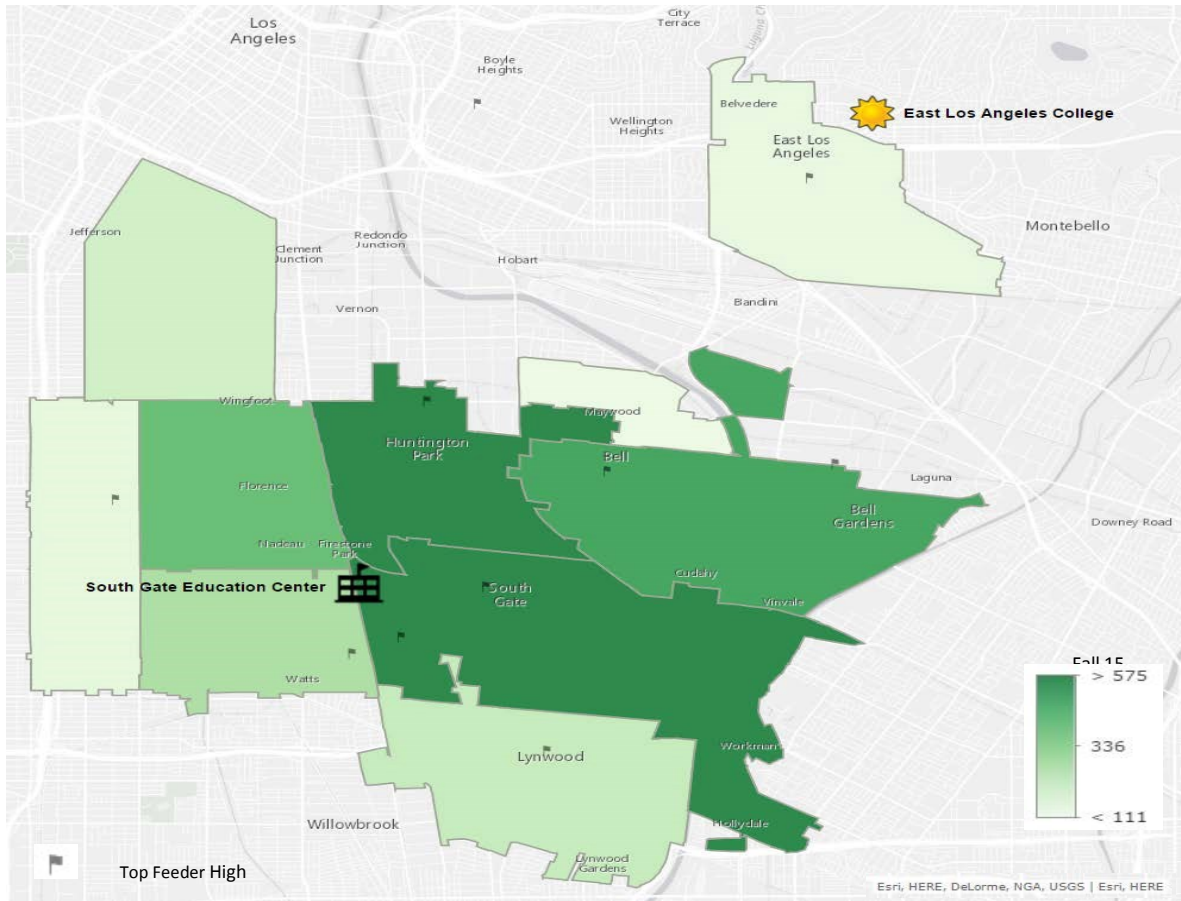 City
Terrace
Los
Angeles
Boyle
Heights
Belvedere
East Los Angeles College
Wellington
Heights
East Los
Angeles
Montebello
Jefferson
Redondo
Junction
Clement
Junction
Hobart
Bandini
Vernon
Wingfoot
Maywood
Huntington
Park
Bell
Laguna
Florence
Bell
Gardens
Downey Road
Nadeau
Firestone
Park
Cudahy
South Gate Education Center
South
Gate
Vinvale
Fall 15
> 575
Watts
336
Workman
Lynwood
< 111
Willowbrook
Hollydale
Lynwood
Gardens
Top Feeder High
Esri, HERE, DeLorme, NGA, USGS | Esri, HERE